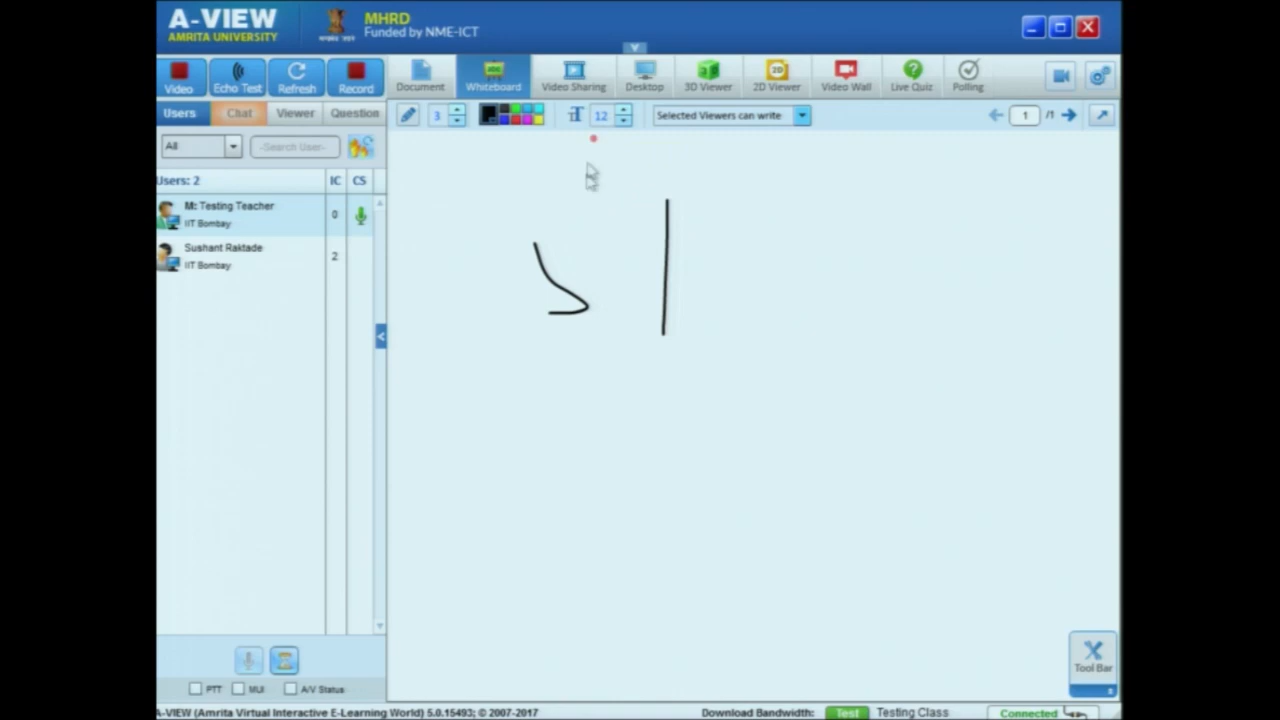 A-VIEW
AMRITA UNIVERSITY
MHRD
Funded by NME-ICT
Video Echo Test Refresh Record
Document Whiteboard Video Sharing Desktop 3D Viewer 2D Viewer Video Wall Live Quiz Polling
Users Chat Viewer Question
3 12 Selected Viewers can write 1 /1
All -Search User-
Users: 2 IC CS
M: Testing Teacher
IIT Bombay
0
Sushant Raktade
IIT Bombay
2
<
Tool Bar
PTT MUI A/V Status
A-VIEW (Amrita Virtual Interactive E-Learning World) 5.0.15493; © 2007-2017 Download Bandwidth: Test Testing Class Connected